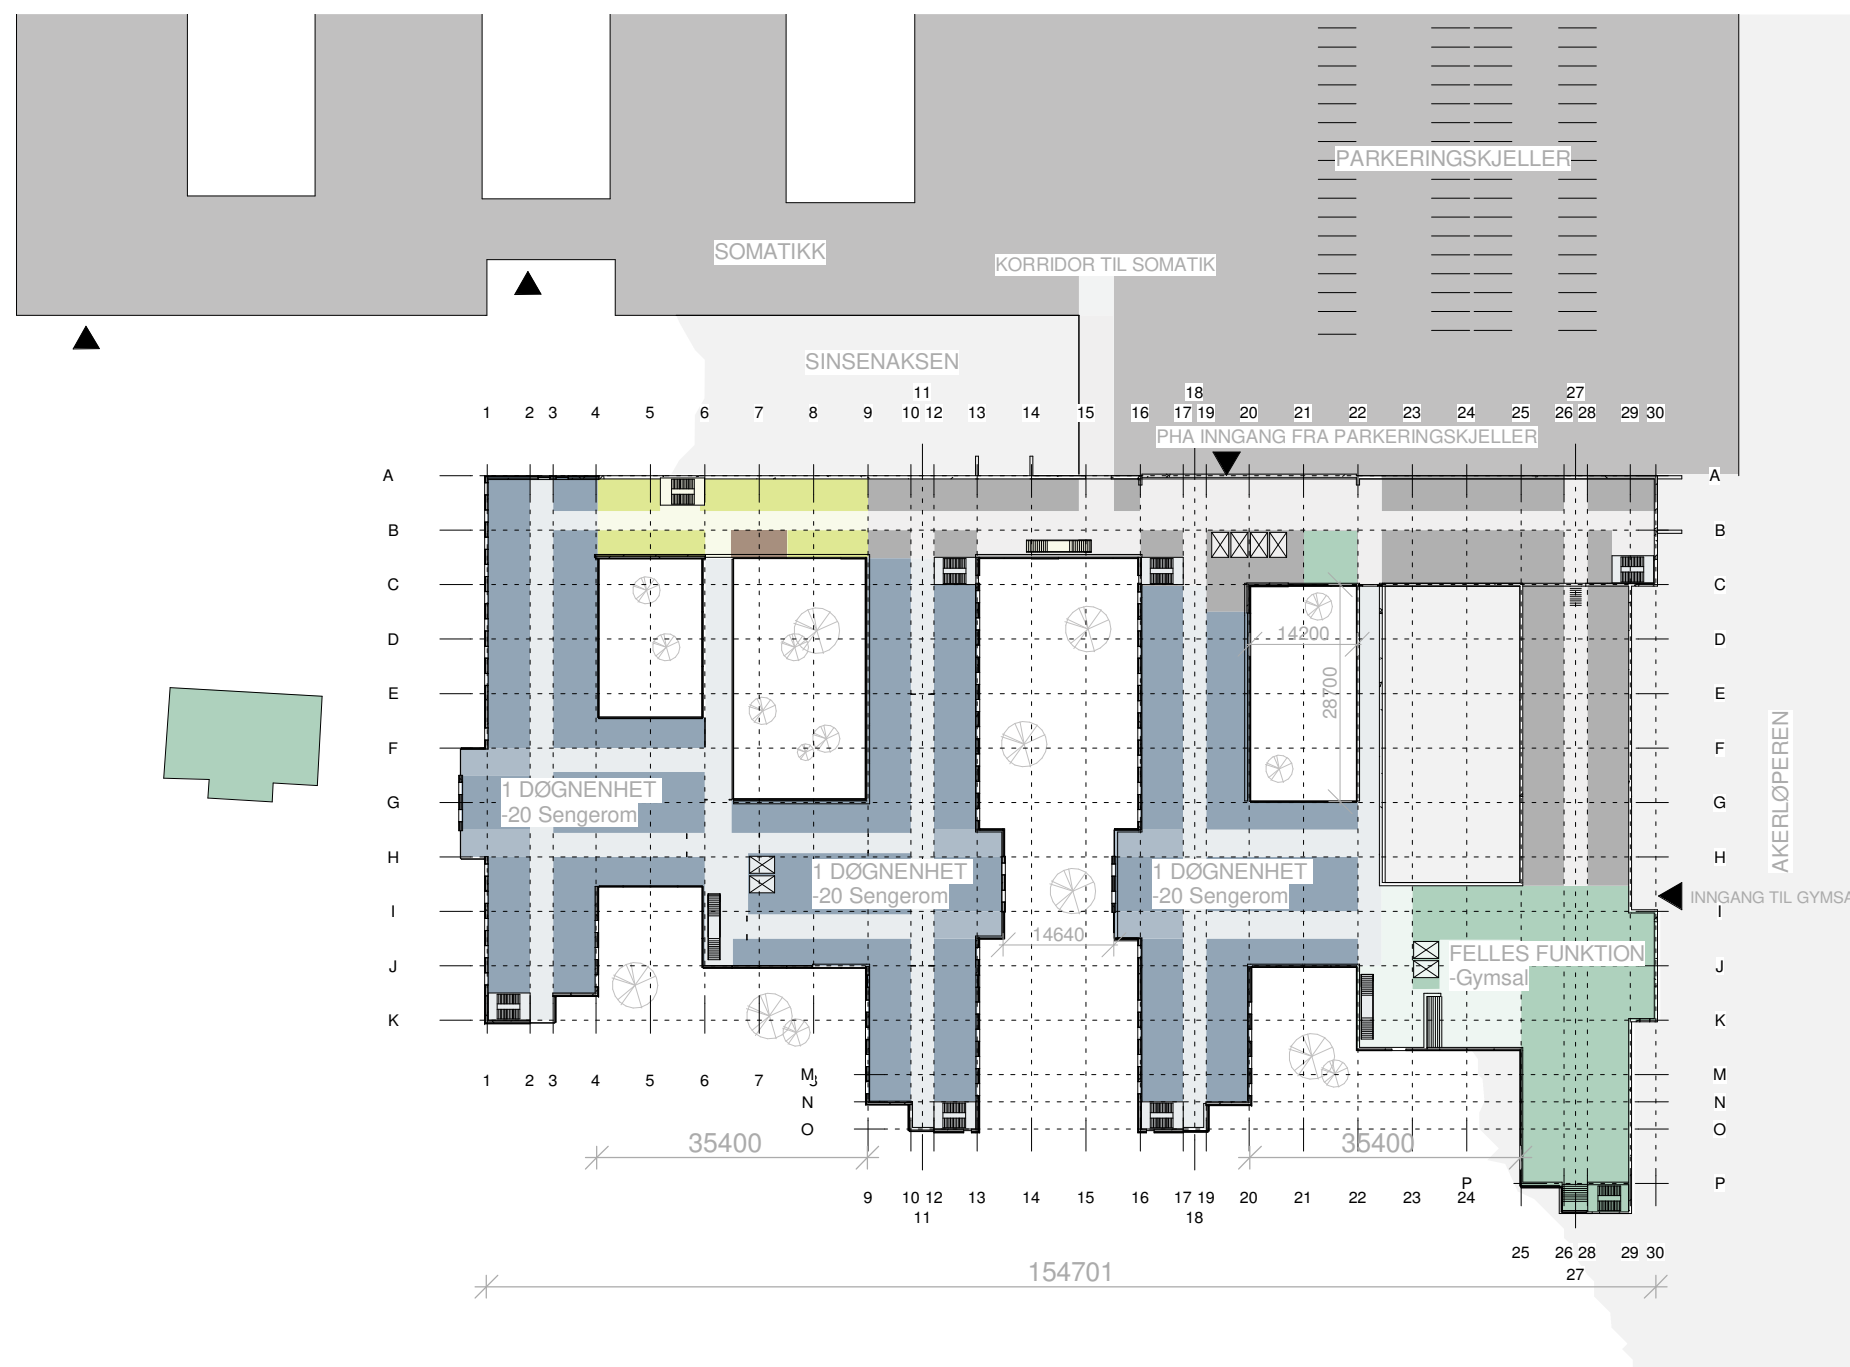 PARKERINGSKJELLER
SOMATIKK
KORRIDOR TIL SOMATIK
SINSENAKSEN
11 18 27
1 2 3 4 5 6 7 8 9 10 12 13 14 15 16 17 19 20 21 22 23 24 25 26 28 29 30
PHA INNGANG FRA PARKERINGSKJELLER
A A
B B
C C
D D
14200
E E
28700
F F
AKERLØPEREN
1 DØGNENHET
-20 Sengerom
G G
H H
1 DØGNENHET
-20 Sengerom
1 DØGNENHET
-20 Sengerom
INNGANG TIL GYMSA
I I
14640
FELLES FUNKTION
-Gymsal
J J
K K
1 2 3 4 5 6 7
M M
N N
O O
35400 35400
P P
9 10 12 13 14 15 16 17 19 20 21 22 23 24
11 18
25 26 28 29 30
27
154701